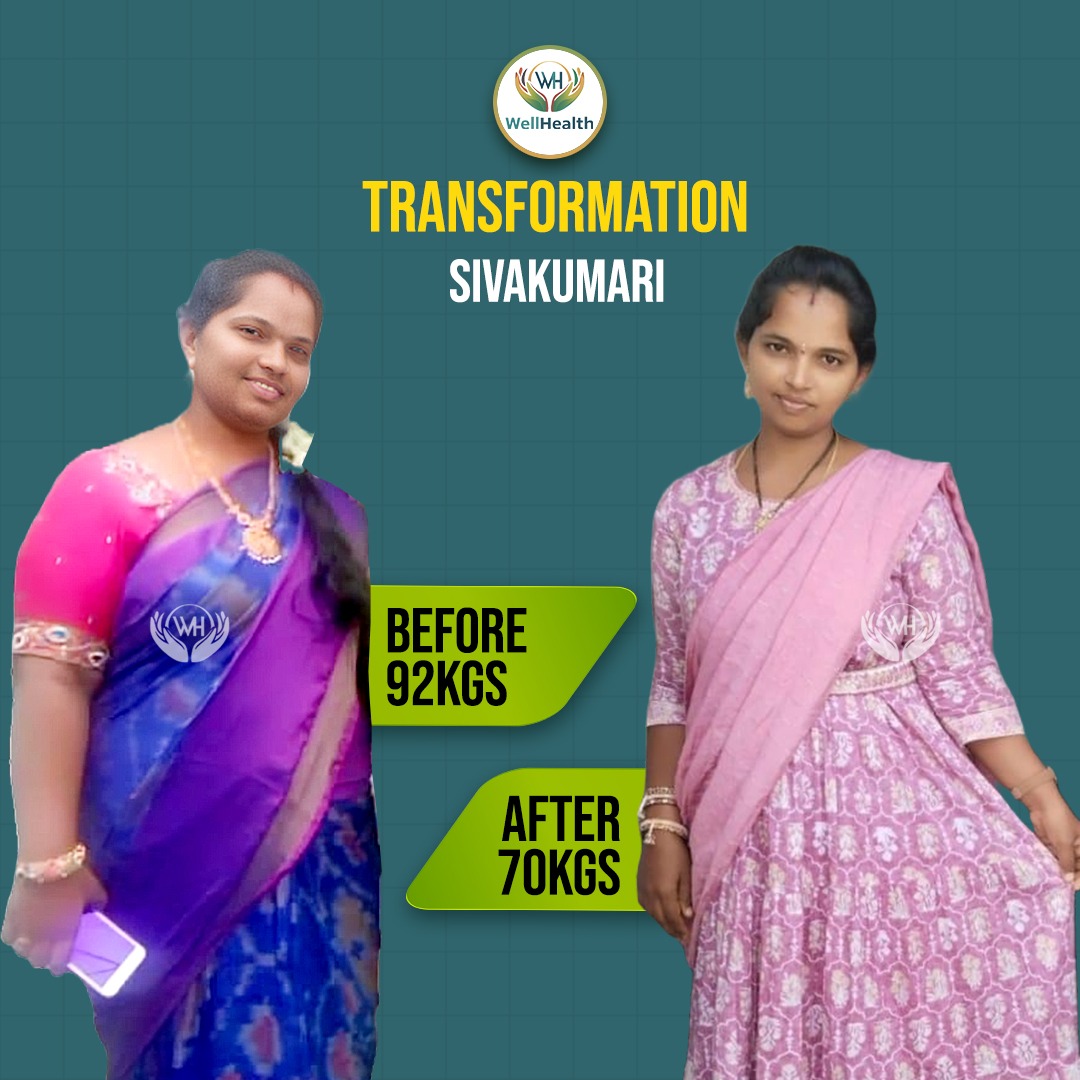 WH
WellHealth
TRANSFORMATION
SIVAKUMARI
WH
WH
BEFORE
92KGS
AFTER
70KGS